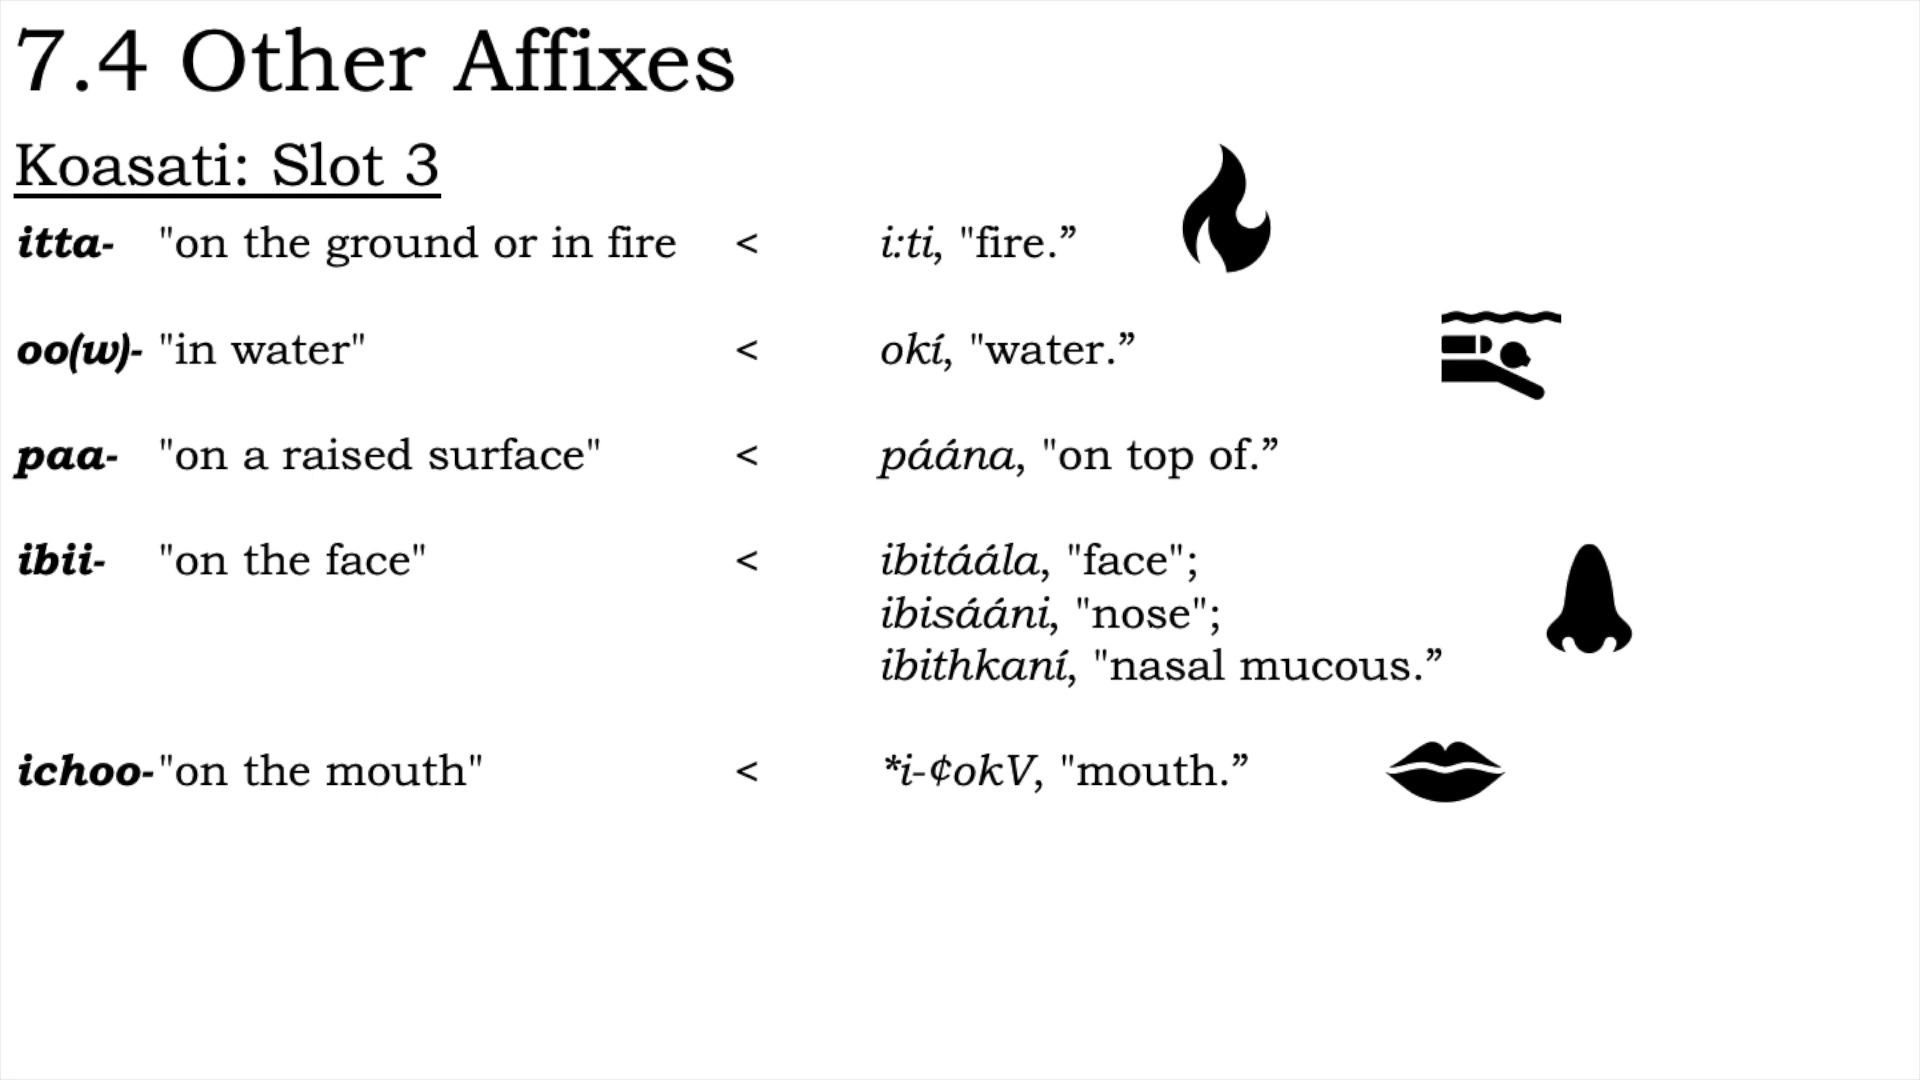 7.4 Other Affixes
Koasati: Slot 3
itta- "on the ground or in fire < i:ti, "fire.”
oo(w)- "in water" < okí, "water.”
paa- "on a raised surface" < páána, "on top of.”
ibii- "on the face" < ibitáála, "face";
ibisááni, "nose";
ibithkaní, "nasal mucous.”
ichoo- "on the mouth" < *i-¢okV, "mouth.”